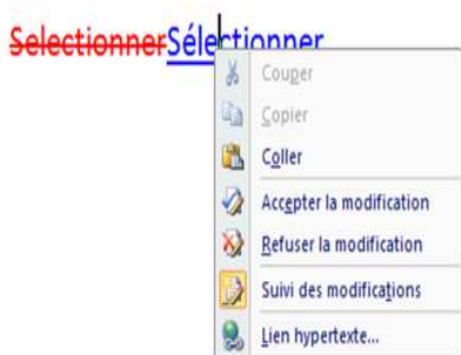 SelectionnerSélectionner
Couper
Copier
Coller
Accepter la modification
Refuser la modification
Suivi des modifications
Lien hypertexte...